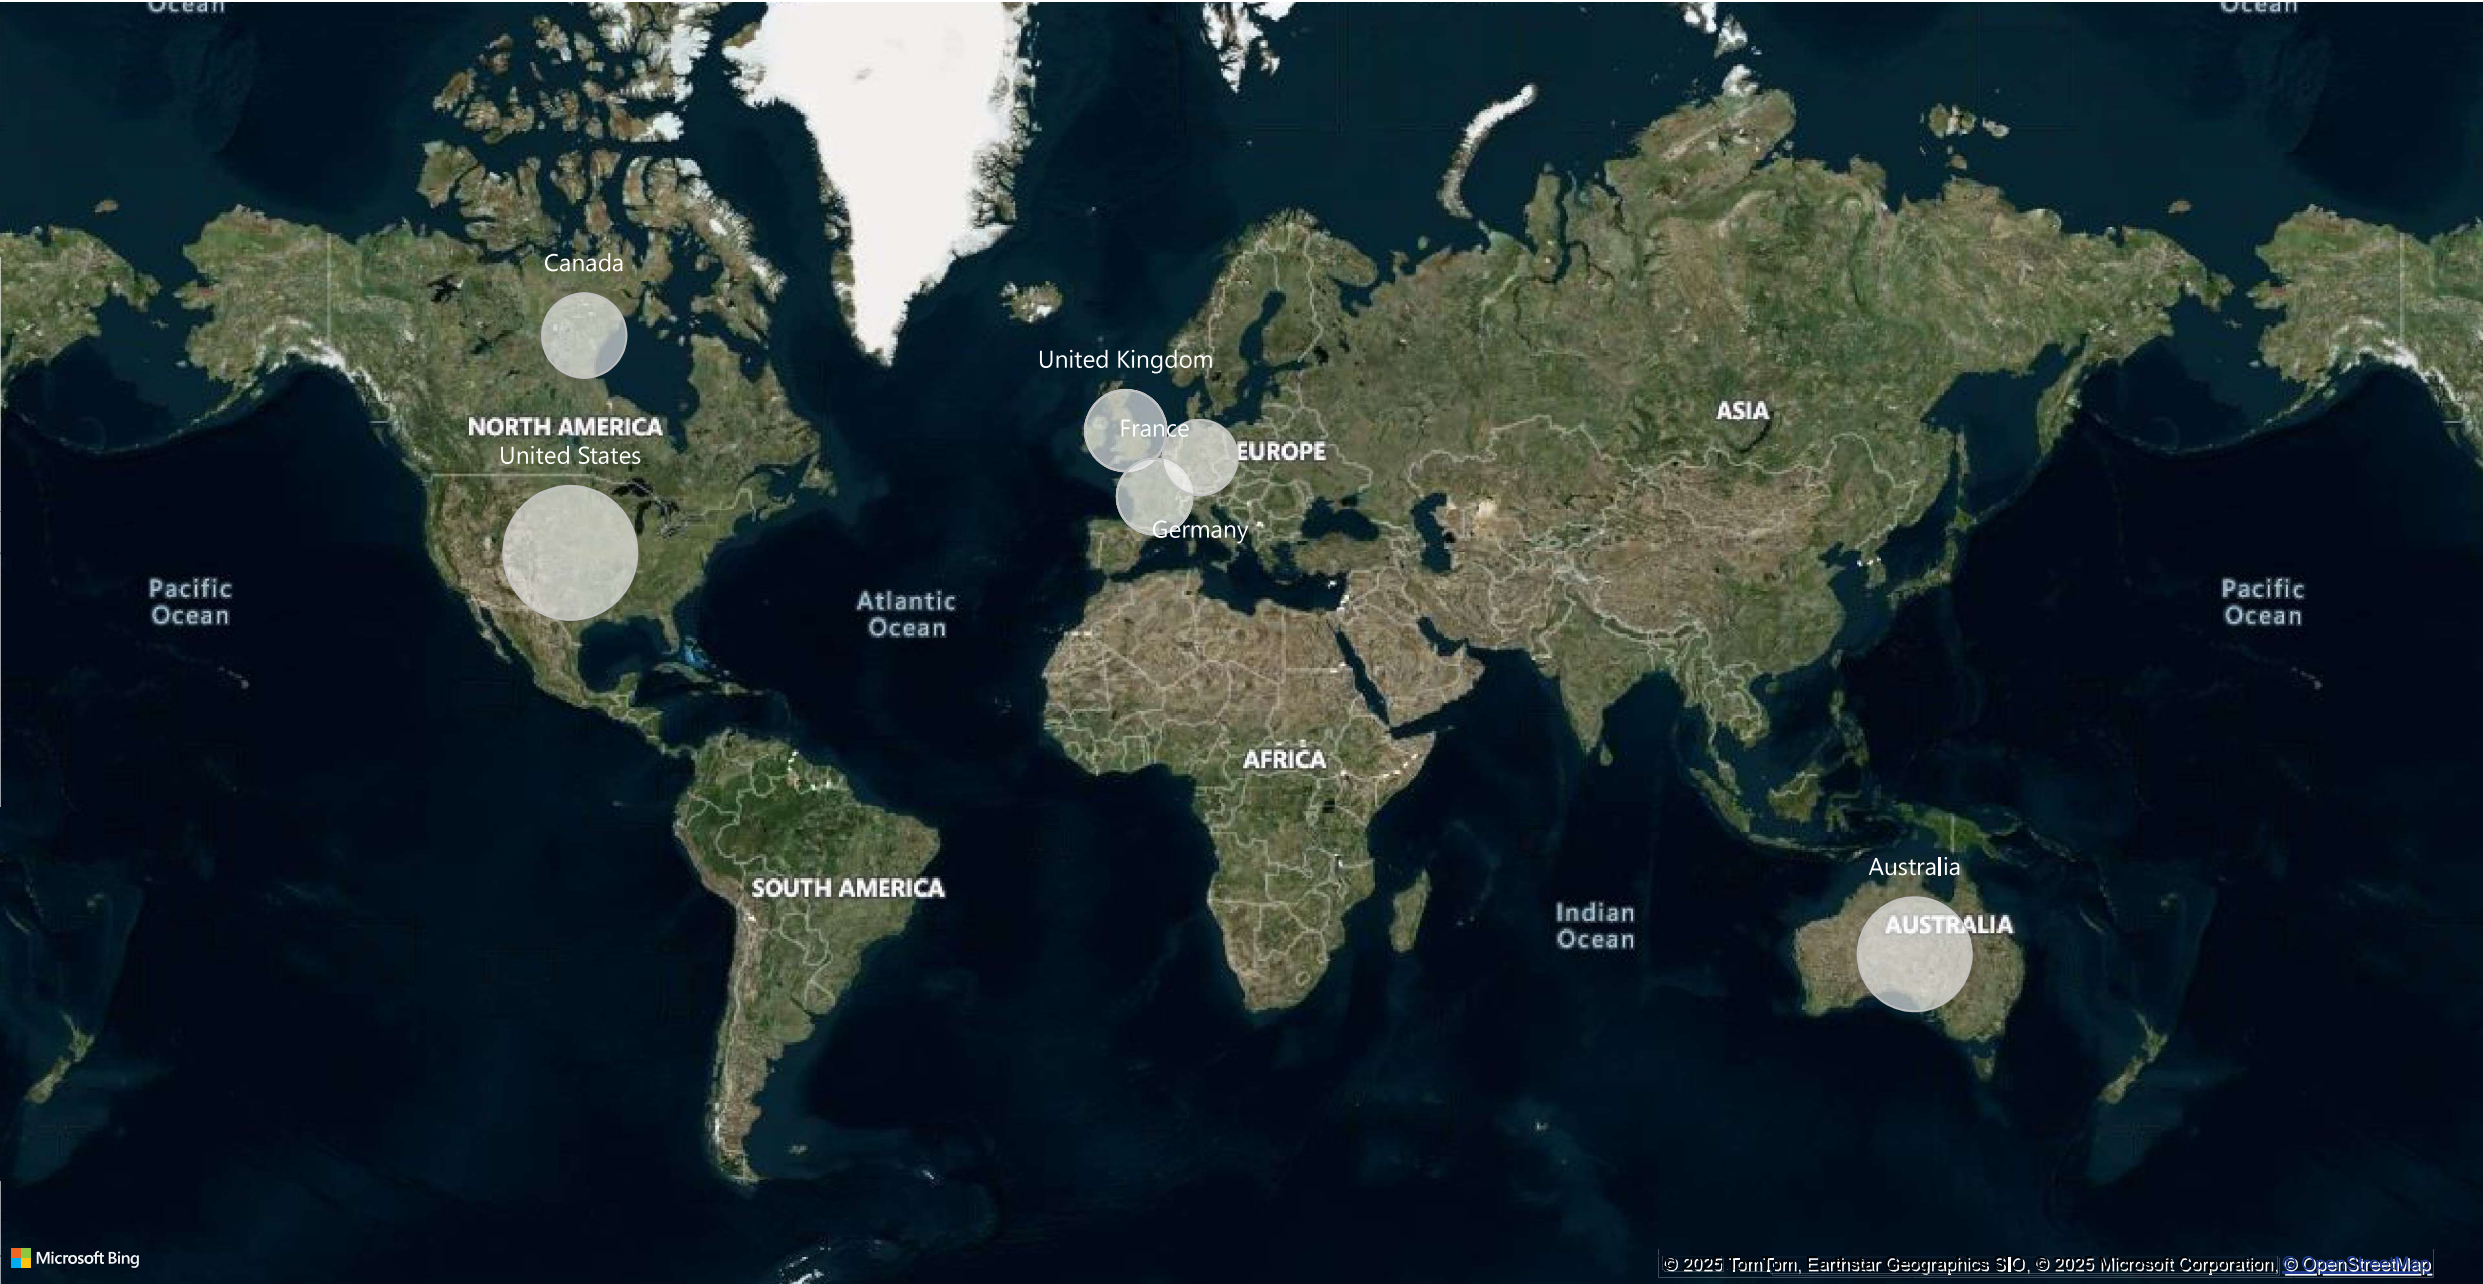 Ocean
Ocean
Canada
United Kingdom
NORTH AMERICA
United States
France
EUROPE
ASIA
Germany
Pacific
Ocean
Atlantic
Ocean
Pacific
Ocean
AFRICA
SOUTH AMERICA
Indian
Ocean
Australia
AUSTRALIA
Microsoft Bing
© 2025 TomTom, Earthstar Geographics SIO, © 2025 Microsoft Corporation, © OpenStreetMap